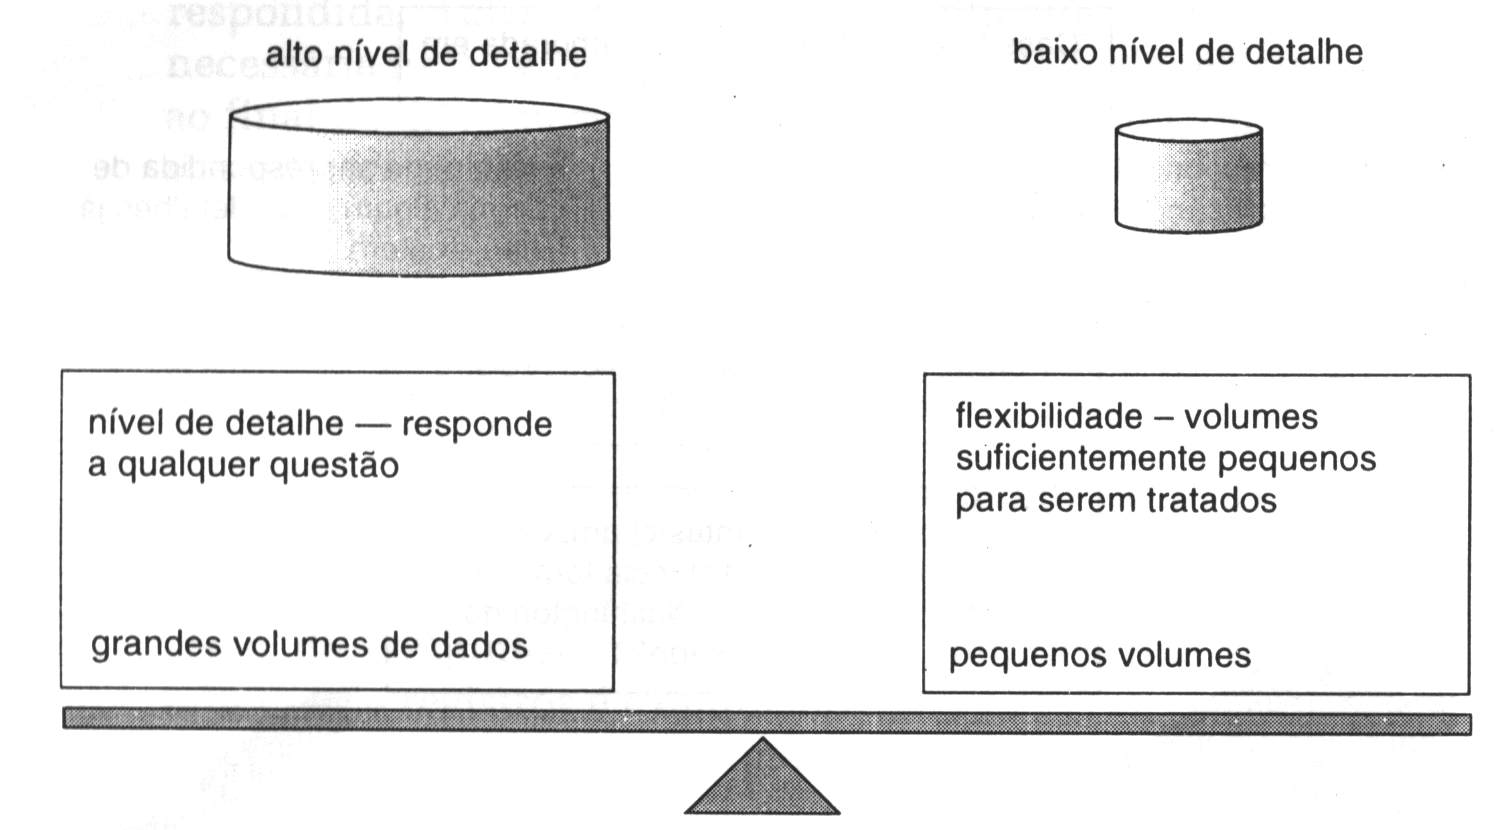 alto nível de detalhe
baixo nível de detalhe
nível de detalhe — responde
a qualquer questão
grandes volumes de dados
flexibilidade – volumes
suficientemente pequenos
para serem tratados
pequenos volumes